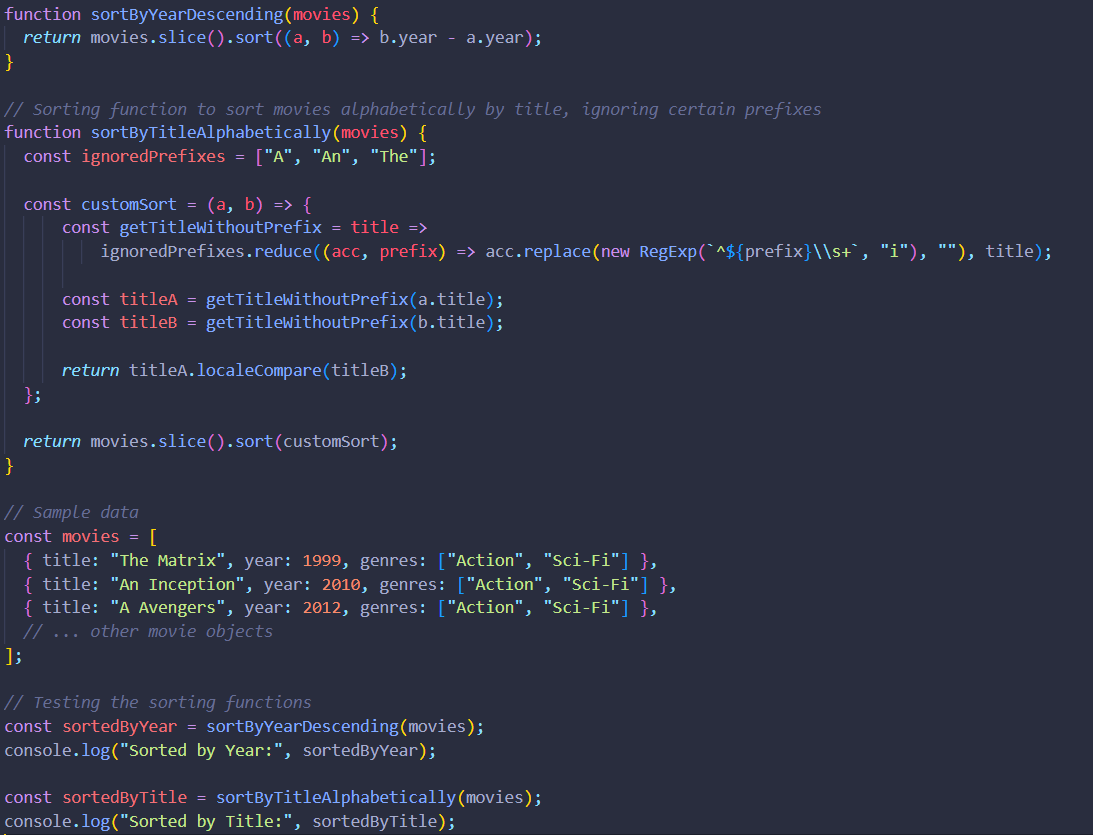 function sortByYearDescending(movies) {
  return movies.slice().sort((a, b) => b.year - a.year);
}

// Sorting function to sort movies alphabetically by title, ignoring certain prefixes
function sortByTitleAlphabetically(movies) {
  const ignoredPrefixes = ["A", "An", "The"];

  const customSort = (a, b) => {
      const getTitleWithoutPrefix = title =>
          ignoredPrefixes.reduce((acc, prefix) => acc.replace(new RegExp(`^${prefix}\\s+`, "i"), ""), title);

      const titleA = getTitleWithoutPrefix(a.title);
      const titleB = getTitleWithoutPrefix(b.title);

      return titleA.localeCompare(titleB);
  };

  return movies.slice().sort(customSort);
}

// Sample data
const movies = [
  { title: "The Matrix", year: 1999, genres: ["Action", "Sci-Fi"] },
  { title: "An Inception", year: 2010, genres: ["Action", "Sci-Fi"] },
  { title: "A Avengers", year: 2012, genres: ["Action", "Sci-Fi"] },
  // ... other movie objects
];

// Testing the sorting functions
const sortedByYear = sortByYearDescending(movies);
console.log("Sorted by Year:", sortedByYear);

const sortedByTitle = sortByTitleAlphabetically(movies);
console.log("Sorted by Title:", sortedByTitle);